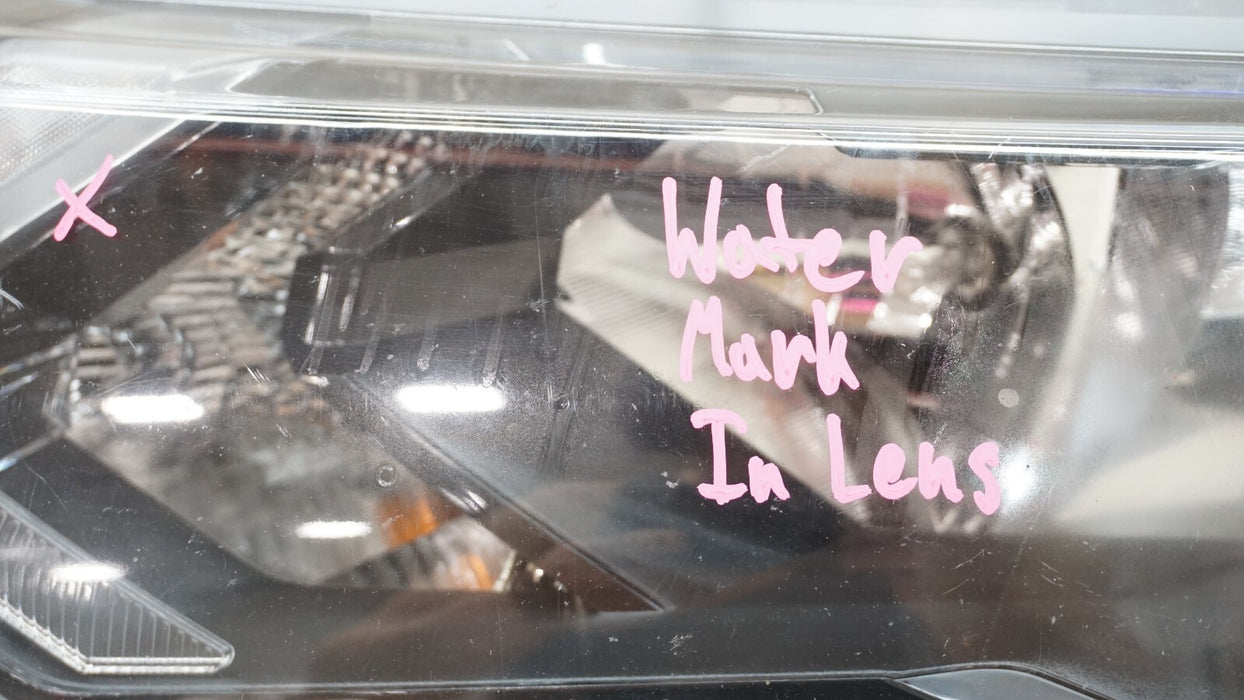 X
Water
Mark
In Lens